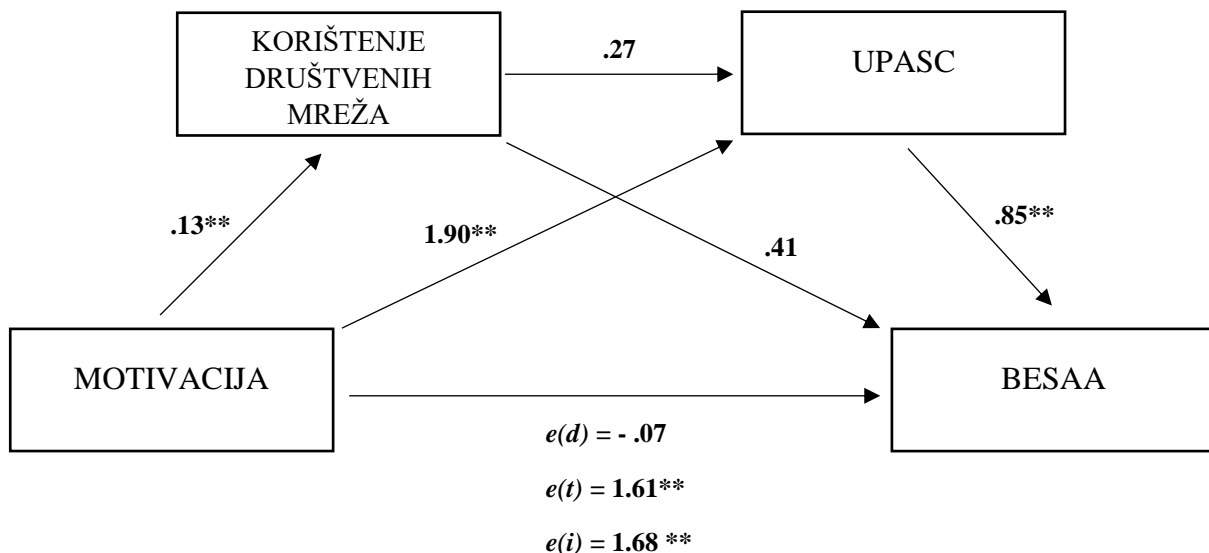 KORIŠTENJE
DRUŠTVENIH
MREŽA
.27
UPASC
.13**
1.90**
.41
.85**
MOTIVACIJA
BESAA
e(d) = - .07
e(t) = 1.61**
e(i) = 1.68 **